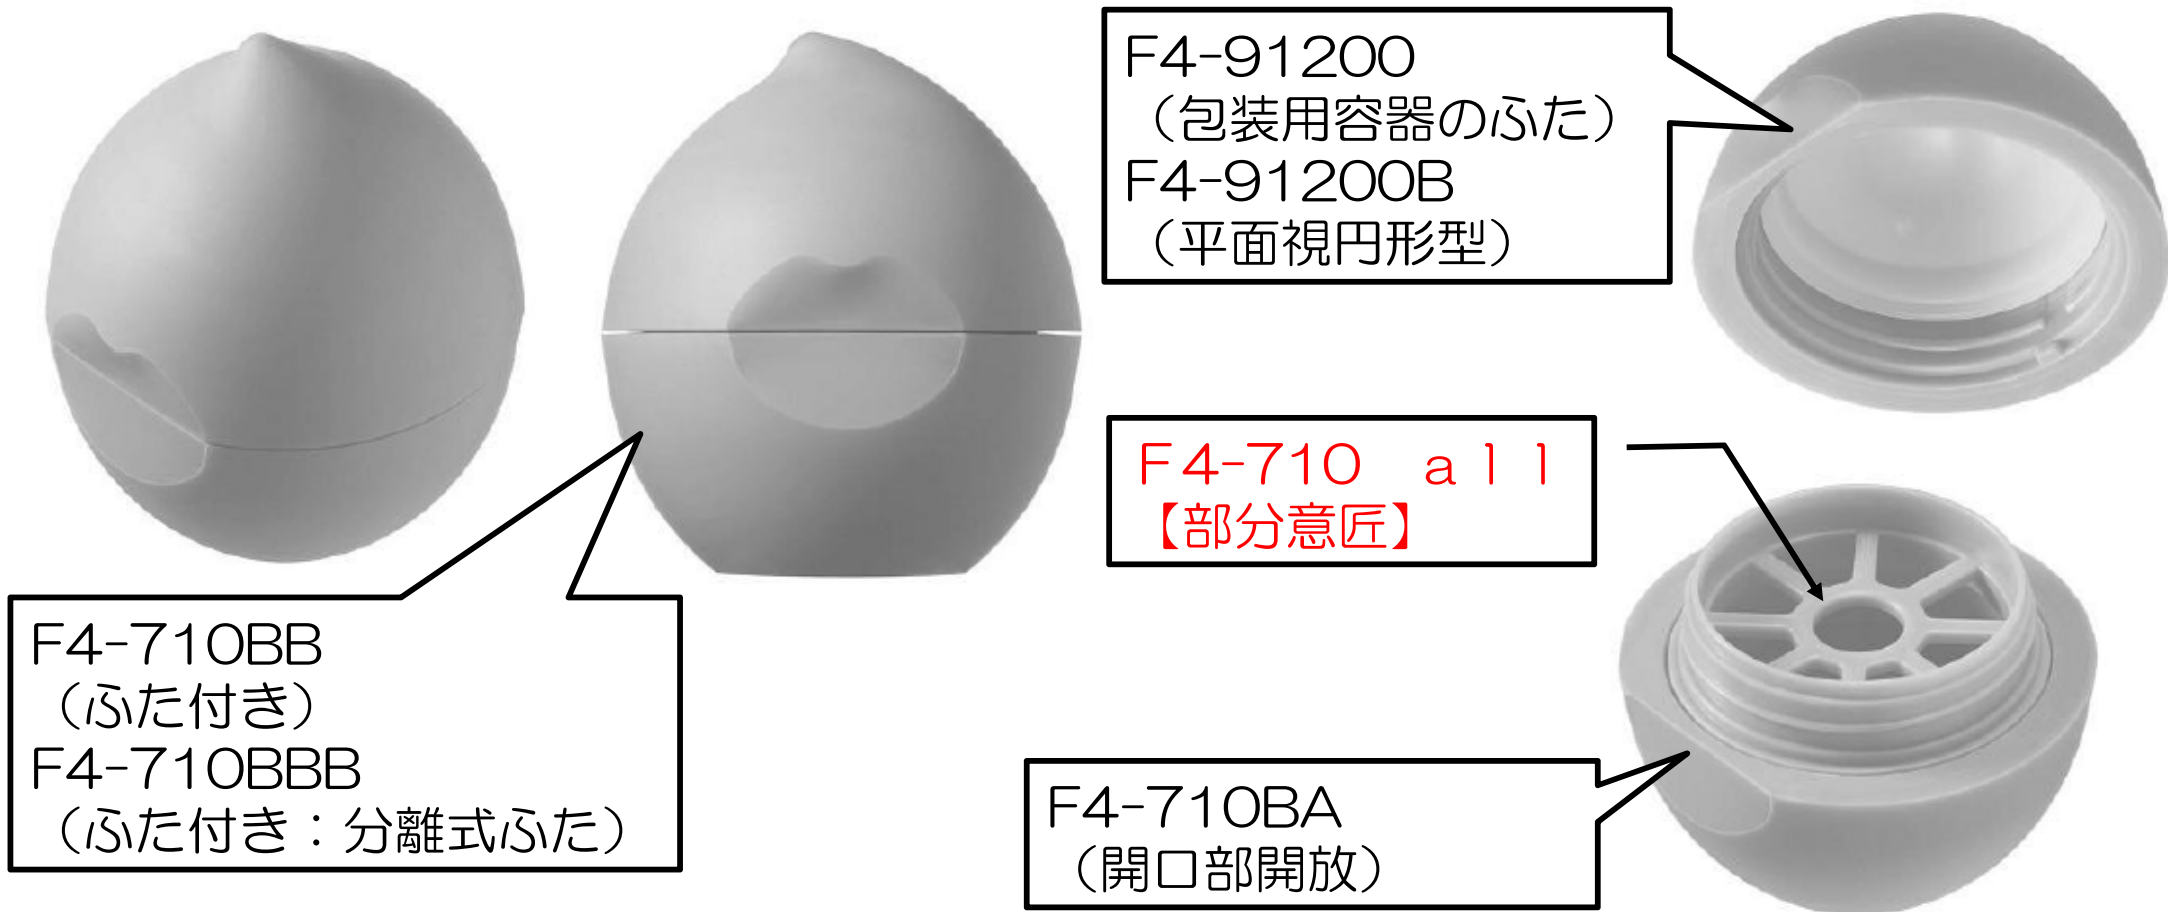 F4-91200
（包装用容器のふた）
F4-91200B
（平面視円形型）
F4-710　all
【部分意匠】
F4-710BB
（ふた付き）
F4-710BBB
（ふた付き：分離式ふた）
F4-710BA
（開口部開放）